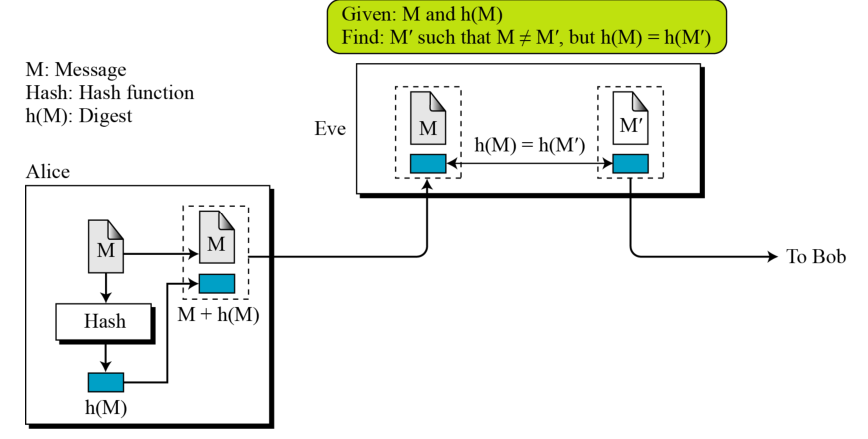 Given: M and h(M)
Find: M′ such that M ≠ M′, but h(M) = h(M′)
M: Message
Hash: Hash function
h(M): Digest
Eve
M
h(M) = h(M′)
M′
Alice
M
M
M + h(M)
Hash
h(M)
To Bob